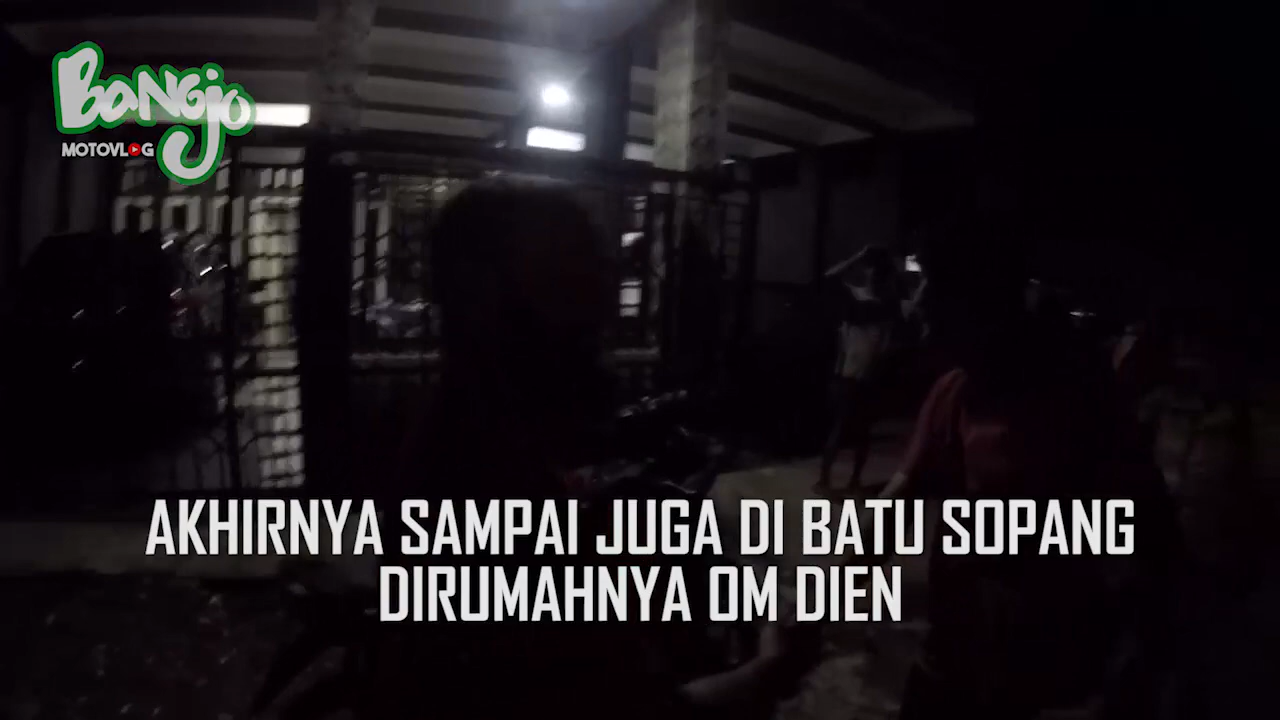 BANGJO
MOTOVLOG
AKHIRNYA SAMPAI JUGA DI BATU SOPANG
DIRUMAHNYA OM DIEN